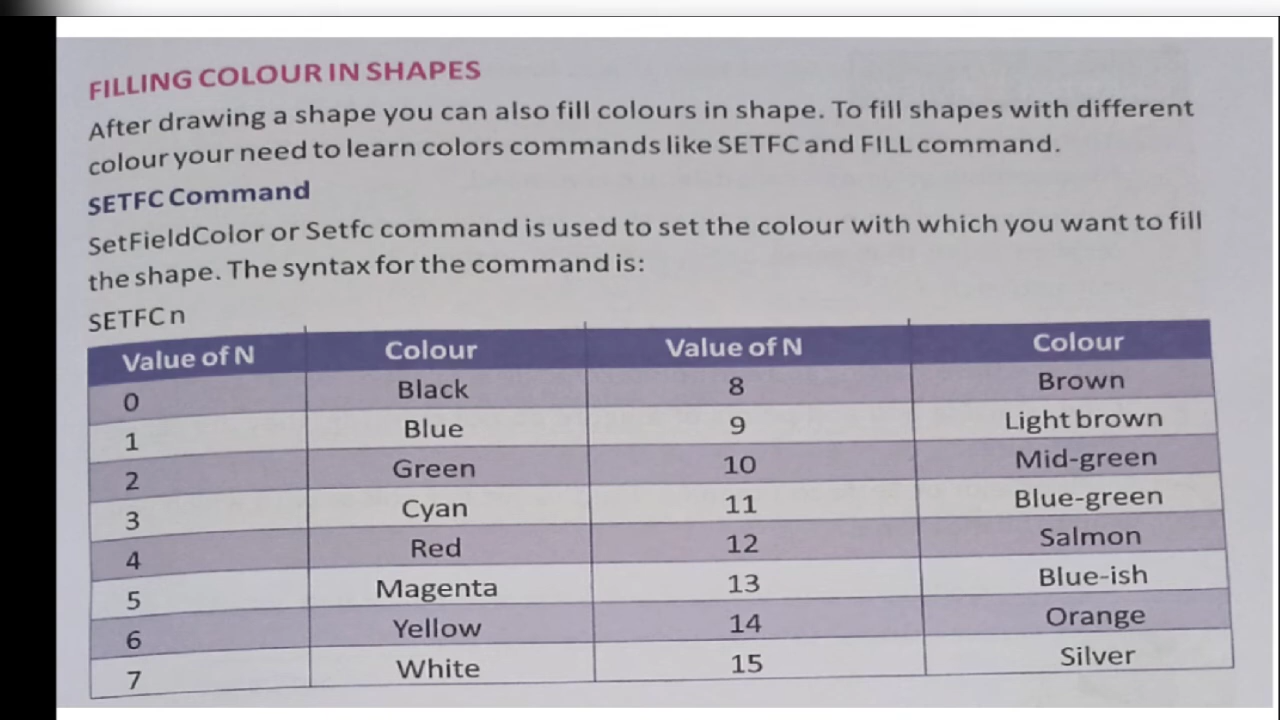 FILLING COLOUR IN SHAPES
After drawing a shape you can also fill colours in shape. To fill shapes with different
colour your need to learn colors commands like SETFC and FILL command.
SETFC Command
SetFieldColor or Setfc command is used to set the colour with which you want to fill
the shape. The syntax for the command is:
SETFC n
Value of N Colour Value of N Colour
0 Black 8 Brown
1 Blue 9 Light brown
2 Green 10 Mid-green
3 Cyan 11 Blue-green
4 Red 12 Salmon
5 Magenta 13 Blue-ish
6 Yellow 14 Orange
7 White 15 Silver